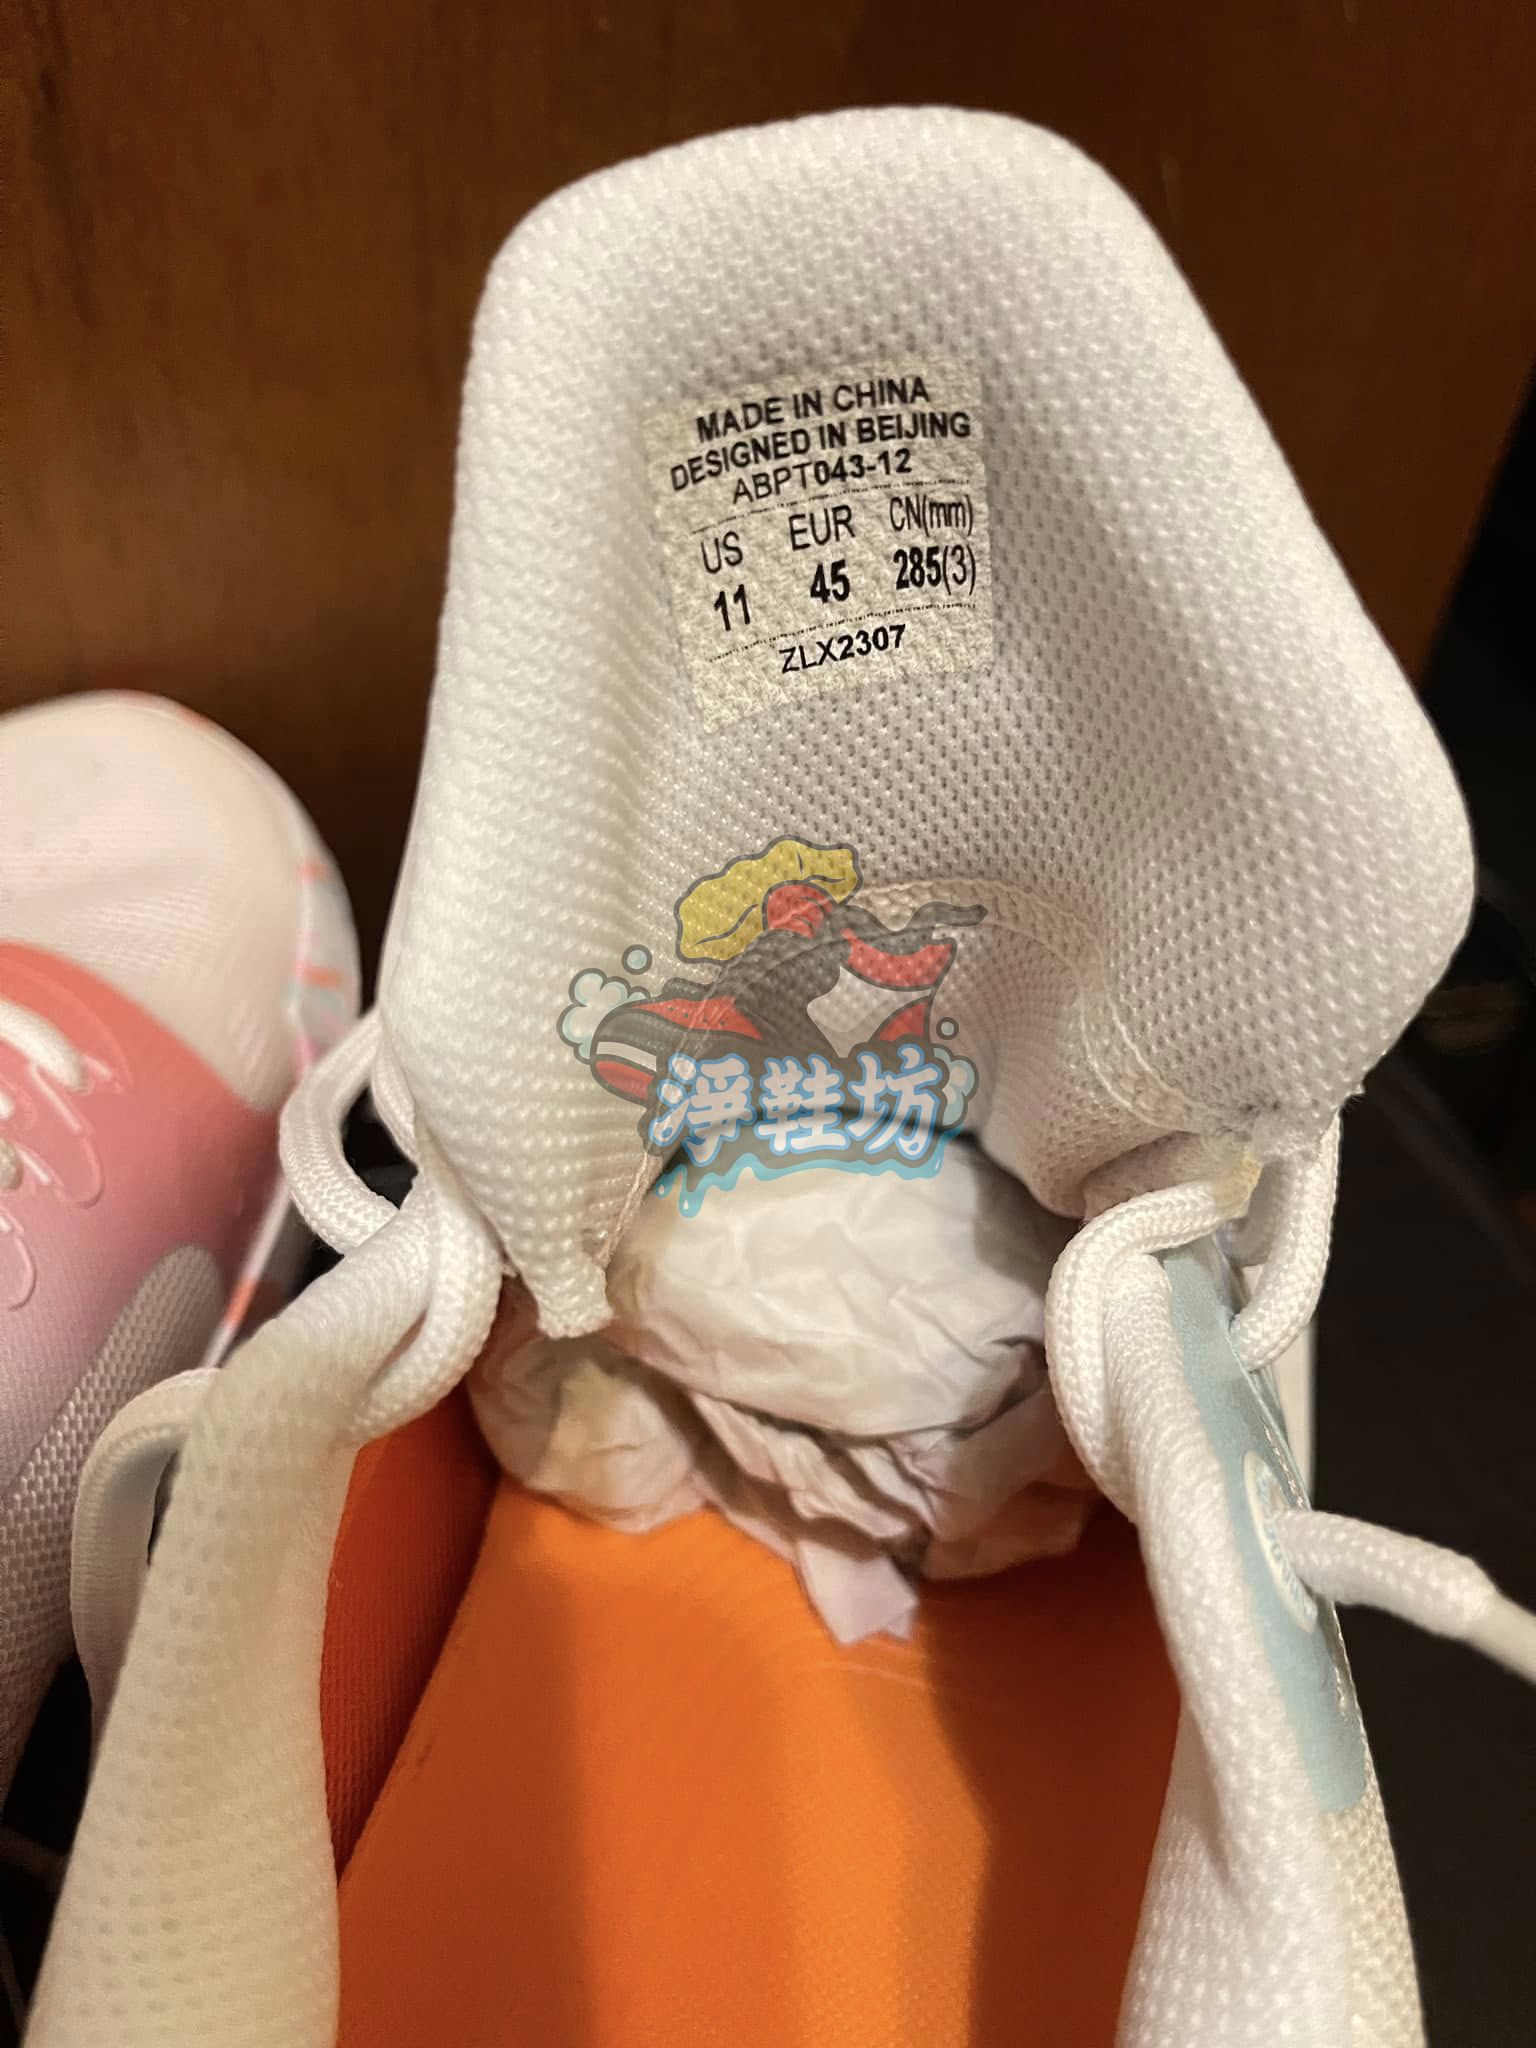 MADE IN CHINA
DESIGNED IN BEIJING
ABPT043-12
US EUR CN(mm)
11 45 285(3)
ZLX2307
淨鞋坊